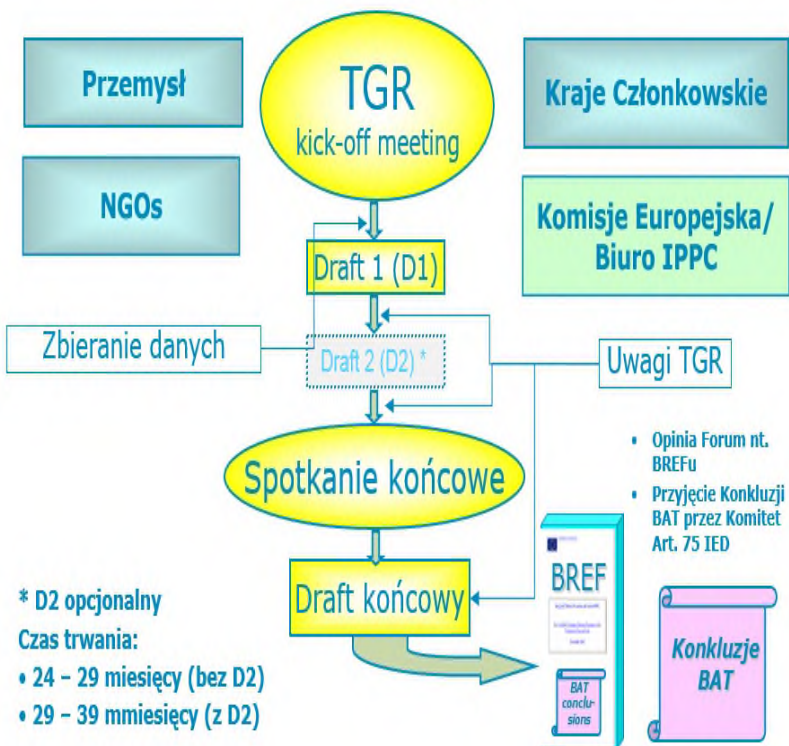 Przemysł
TGR
kick-off meeting
Kraje Członkowskie
NGOs
Komisje Europejska/
Biuro IPPC
Draft 1 (D1)
Zbieranie danych
Draft 2 (D2) *
Uwagi TGR
• Opinia Forum nt.
BREFu
• Przyjęcie Konkluzji
BAT przez Komitet
Art. 75 IED
Spotkanie końcowe
Draft końcowy
BREF
BAT
conclu-
sions
Konkluzje
BAT
* D2 opcjonalny
Czas trwania:
• 24 – 29 miesięcy (bez D2)
• 29 – 39 mmiesięcy (z D2)